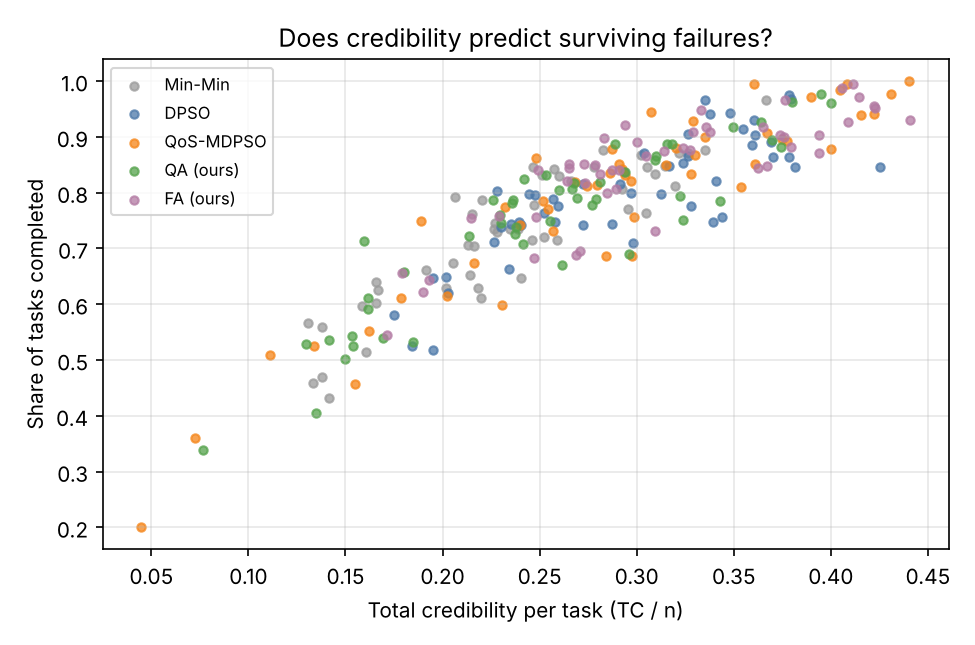 Does credibility predict surviving failures?
Min-Min
DPSO
QoS-MDPSO
QA (ours)
FA (ours)
Share of tasks completed
1.0
0.9
0.8
0.7
0.6
0.5
0.4
0.3
0.2
0.05 0.10 0.15 0.20 0.25 0.30 0.35 0.40 0.45
Total credibility per task (TC / n)